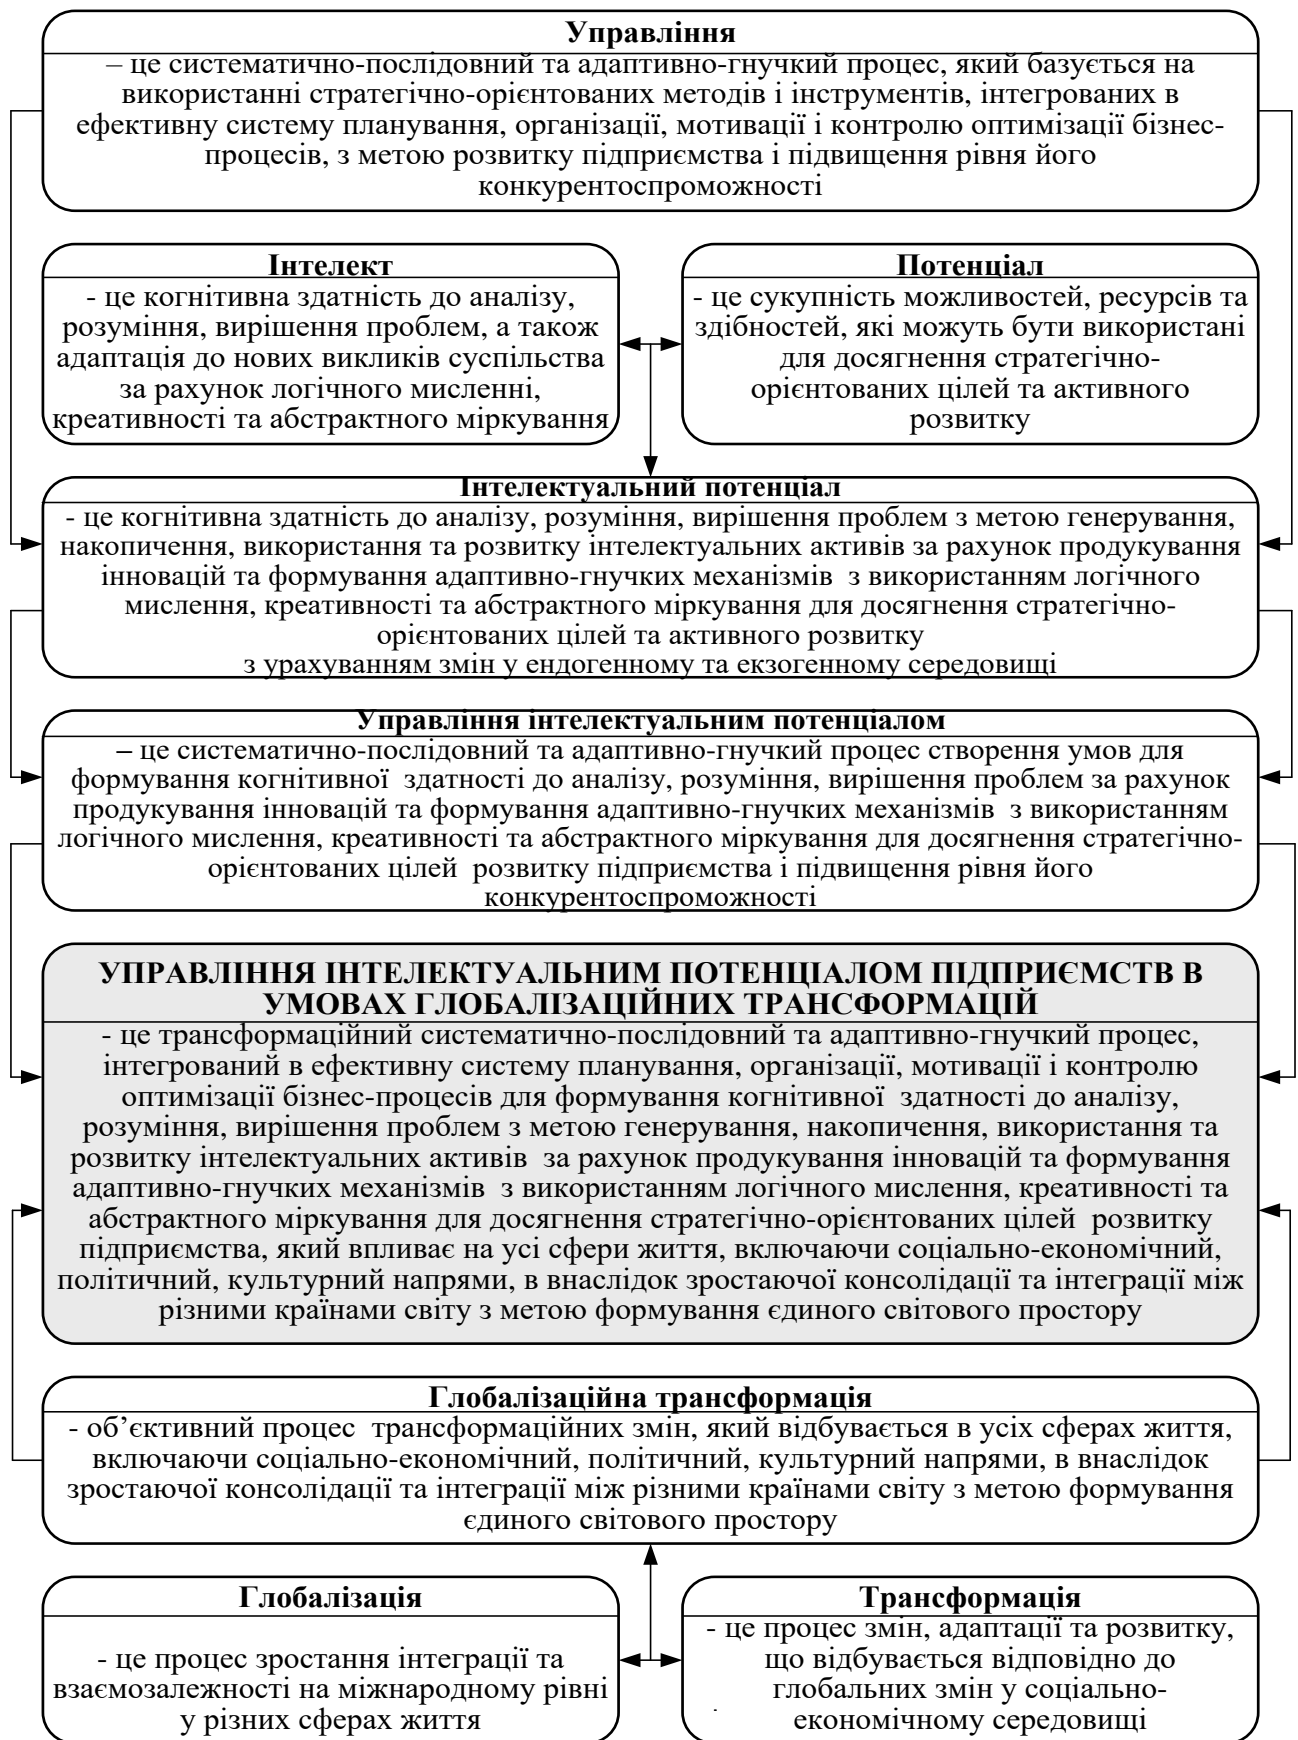 Управління
– це систематично-послідовний та адаптивно-гнучкий процес, який базується на
використанні стратегічно-орієнтованих методів і інструментів, інтегрованих в
ефективну систему планування, організації, мотивації і контролю оптимізації бізнес-
процесів, з метою розвитку підприємства і підвищення рівня його
конкурентоспроможності
Інтелект
- це когнітивна здатність до аналізу,
розуміння, вирішення проблем, а також
адаптація до нових викликів суспільства
за рахунок логічного мисленні,
креативності та абстрактного міркування
Потенціал
- це сукупність можливостей, ресурсів та
здібностей, які можуть бути використані
для досягнення стратегічно-
орієнтованих цілей та активного
розвитку
Інтелектуальний потенціал
- це когнітивна здатність до аналізу, розуміння, вирішення проблем з метою генерування,
накопичення, використання та розвитку інтелектуальних активів за рахунок продукування
інновацій та формування адаптивно-гнучких механізмів з використанням логічного
мислення, креативності та абстрактного міркування для досягнення стратегічно-
орієнтованих цілей та активного розвитку
з урахуванням змін у ендогенному та екзогенному середовищі
Управління інтелектуальним потенціалом
– це систематично-послідовний та адаптивно-гнучкий процес створення умов для
формування когнітивної здатності до аналізу, розуміння, вирішення проблем за рахунок
продукування інновацій та формування адаптивно-гнучких механізмів з використанням
логічного мислення, креативності та абстрактного міркування для досягнення стратегічно-
орієнтованих цілей розвитку підприємства і підвищення рівня його
конкурентоспроможності
УПРАВЛІННЯ ІНТЕЛЕКТУАЛЬНИМ ПОТЕНЦІАЛОМ ПІДПРИЄМСТВ В
УМОВАХ ГЛОБАЛІЗАЦІЙНИХ ТРАНСФОРМАЦІЙ
- це трансформаційний систематично-послідовний та адаптивно-гнучкий процес,
інтегрований в ефективну систему планування, організації, мотивації і контролю
оптимізації бізнес-процесів для формування когнітивної здатності до аналізу,
розуміння, вирішення проблем з метою генерування, накопичення, використання та
розвитку інтелектуальних активів за рахунок продукування інновацій та формування
адаптивно-гнучких механізмів з використанням логічного мислення, креативності та
абстрактного міркування для досягнення стратегічно-орієнтованих цілей розвитку
підприємства, який впливає на усі сфери життя, включаючи соціально-економічний,
політичний, культурний напрями, в внаслідок зростаючої консолідації та інтеграції між
різними країнами світу з метою формування єдиного світового простору
Глобалізаційна трансформація
- об’єктивний процес трансформаційних змін, який відбувається в усіх сферах життя,
включаючи соціально-економічний, політичний, культурний напрями, в внаслідок
зростаючої консолідації та інтеграції між різними країнами світу з метою формування
єдиного світового простору
Глобалізація
- це процес зростання інтеграції та
взаємозалежності на міжнародному рівні
у різних сферах життя
Трансформація
- це процес змін, адаптації та розвитку,
що відбувається відповідно до
глобальних змін у соціально-
економічному середовищі